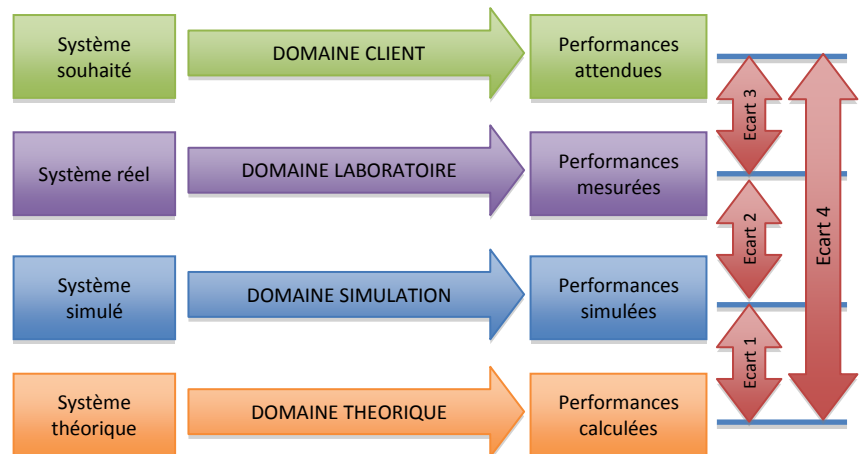 Système
souhaité
DOMAINE CLIENT
Performances
attendues
Ecart 3
Système réel
DOMAINE LABORATOIRE
Performances
mesurées
Ecart 2
Ecart 4
Système
simulé
DOMAINE SIMULATION
Performances
simulées
Ecart 1
Système
théorique
DOMAINE THEORIQUE
Performances
calculées